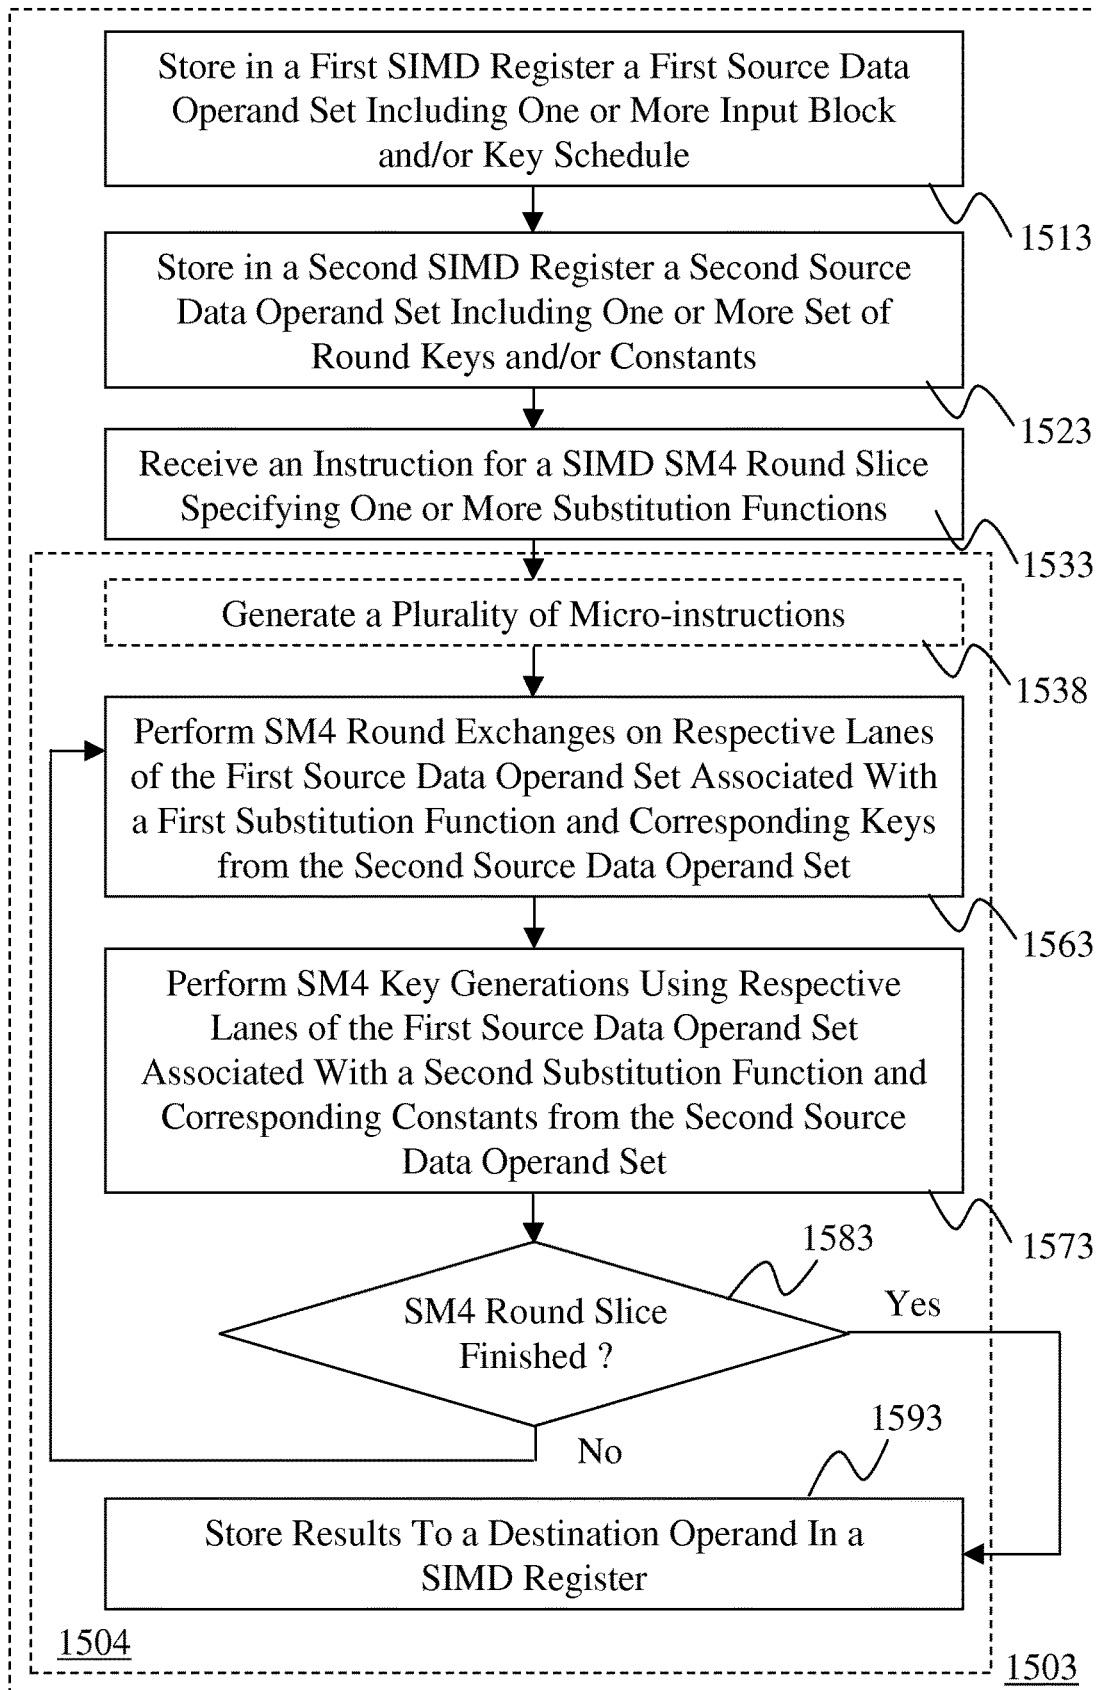 Store in a First SIMD Register a First Source Data
Operand Set Including One or More Input Block
and/or Key Schedule
1513
Store in a Second SIMD Register a Second Source
Data Operand Set Including One or More Set of
Round Keys and/or Constants
1523
Receive an Instruction for a SIMD SM4 Round Slice
Specifying One or More Substitution Functions
1533
Generate a Plurality of Micro-instructions
1538
Perform SM4 Round Exchanges on Respective Lanes
of the First Source Data Operand Set Associated With
a First Substitution Function and Corresponding Keys
from the Second Source Data Operand Set
1563
Perform SM4 Key Generations Using Respective
Lanes of the First Source Data Operand Set
Associated With a Second Substitution Function and
Corresponding Constants from the Second Source
Data Operand Set
1573
1583
SM4 Round Slice
Finished ?
Yes
No
1593
Store Results To a Destination Operand In a
SIMD Register
1504
1503